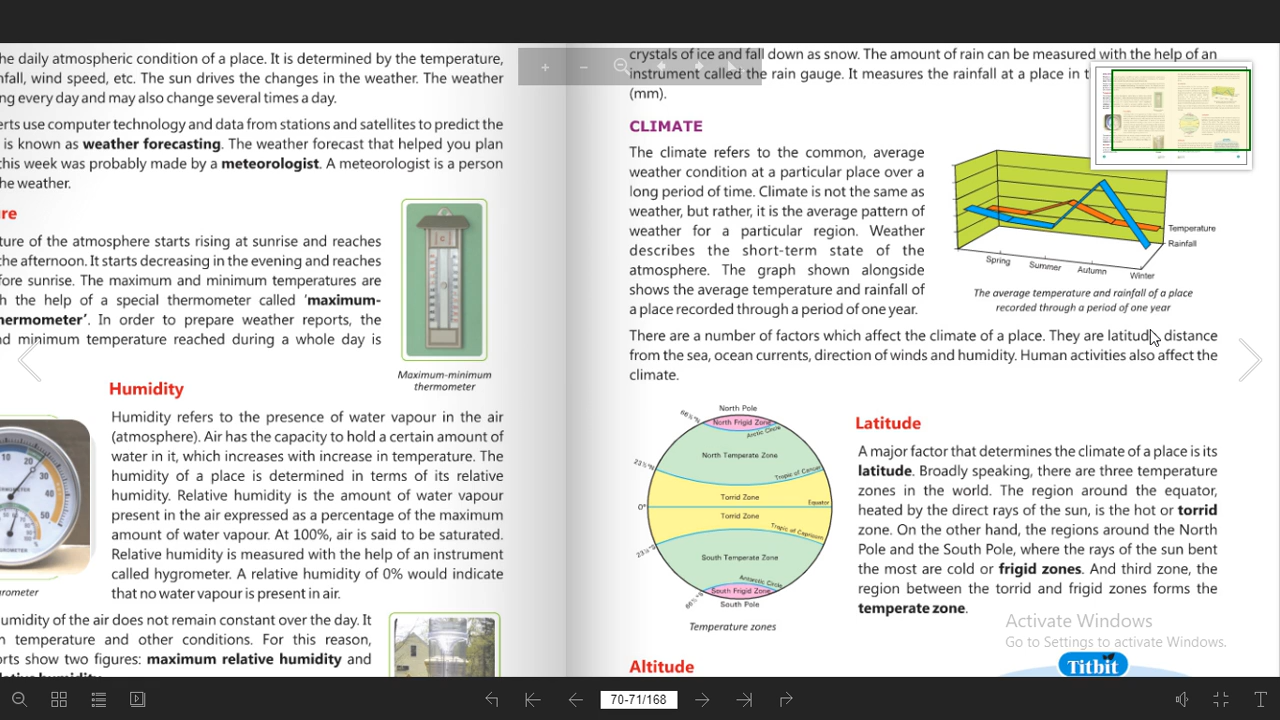 he daily atmospheric condition of a place. It is determined by the temperature,
nfall, wind speed, etc. The sun drives the changes in the weather. The weather
ng every day and may also change several times a day.
erts use computer technology and data from stations and satellites to predict the
is known as weather forecasting. The weather forecast that helped you plan
this week was probably made by a meteorologist. A meteorologist is a person
he weather.
re
ture of the atmosphere starts rising at sunrise and reaches
the afternoon. It starts decreasing in the evening and reaches
fore sunrise. The maximum and minimum temperatures are
h the help of a special thermometer called 'maximum-
hermometer'. In order to prepare weather reports, the
nd minimum temperature reached during a whole day is
Maximum-minimum
thermometer
Humidity
Humidity refers to the presence of water vapour in the air
(atmosphere). Air has the capacity to hold a certain amount of
water in it, which increases with increase in temperature. The
humidity of a place is determined in terms of its relative
humidity. Relative humidity is the amount of water vapour
present in the air expressed as a percentage of the maximum
amount of water vapour. At 100%, air is said to be saturated.
Relative humidity is measured with the help of an instrument
called hygrometer. A relative humidity of 0% would indicate
that no water vapour is present in air.
rometer
umidity of the air does not remain constant over the day. It
n temperature and other conditions. For this reason,
orts show two figures: maximum relative humidity and
crystals of ice and fall down as snow. The amount of rain can be measured with the help of an
instrument called the rain gauge. It measures the rainfall at a place in
(mm).
CLIMATE
The climate refers to the common, average
weather condition at a particular place over a
long period of time. Climate is not the same as
weather, but rather, it is the average pattern of
weather for a particular region. Weather
describes the short-term state of the
atmosphere. The graph shown alongside
shows the average temperature and rainfall of
a place recorded through a period of one year.
Temperature
Rainfall
Spring
Summer
Autumn
Winter
The average temperature and rainfall of a place
recorded through a period of one year
There are a number of factors which affect the climate of a place. They are latitude, distance
from the sea, ocean currents, direction of winds and humidity. Human activities also affect the
climate.
North Pole
66½°N
North Frigid Zone
Arctic Circle
North Temperate Zone
23½°N
Tropic of Cancer
Torrid Zone
0°
Equator
Torrid Zone
Tropic of Capricorn
South Temperate Zone
Antarctic Circle
South Frigid Zone
South Pole
Temperature zones
Latitude
A major factor that determines the climate of a place is its
latitude. Broadly speaking, there are three temperature
zones in the world. The region around the equator,
heated by the direct rays of the sun, is the hot or torrid
zone. On the other hand, the regions around the North
Pole and the South Pole, where the rays of the sun bent
the most are cold or frigid zones. And third zone, the
region between the torrid and frigid zones forms the
temperate zone.
Activate Windows
Go to Settings to activate Windows.
Altitude
Titbit
70-71/168